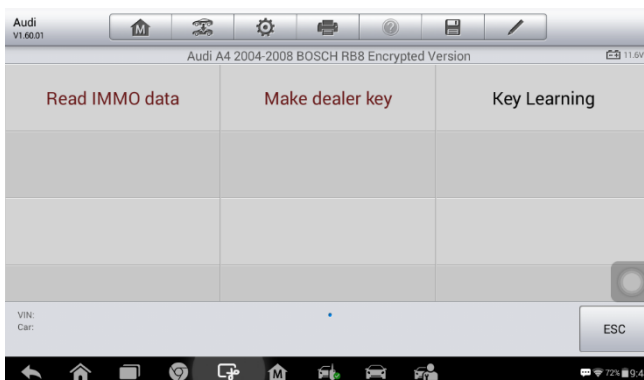 Audi
V1.60.01
Audi A4 2004-2008 BOSCH RB8 Encrypted Version
11.6V
Read IMMO data
Make dealer key
Key Learning
VIN:
Car:
ESC
72%